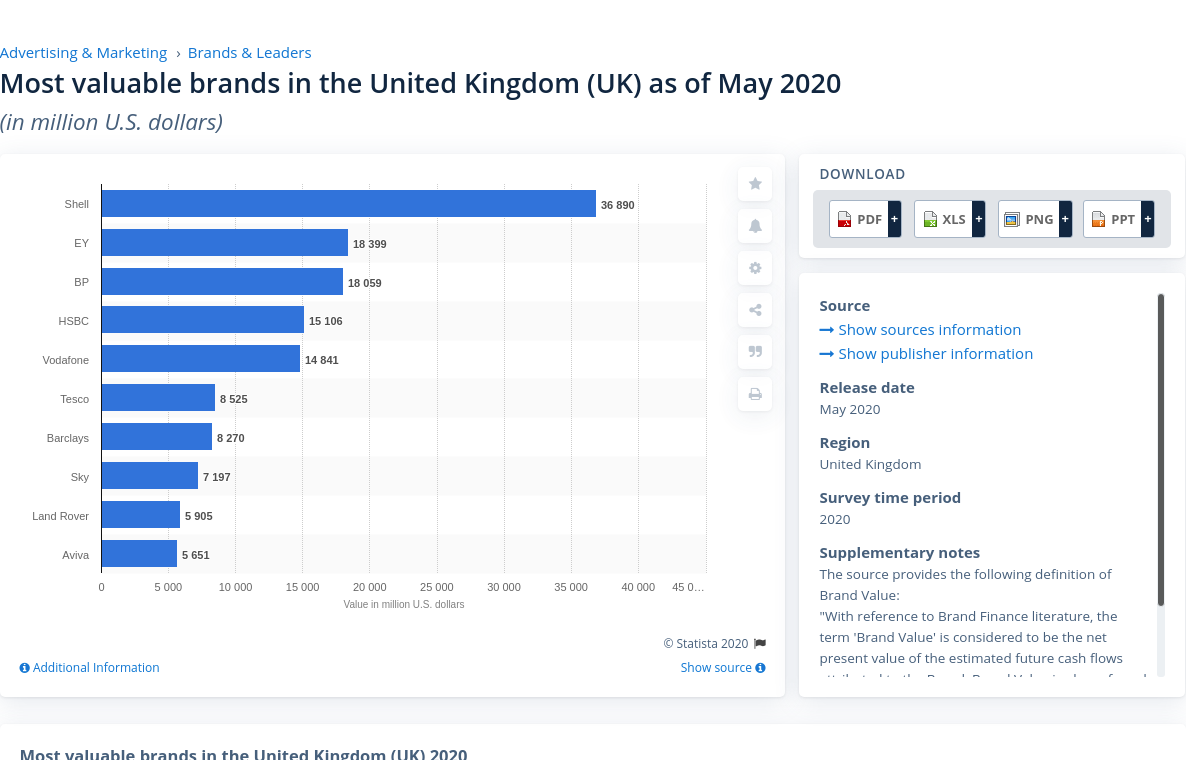 Advertising & Marketing › Brands & Leaders
Most valuable brands in the United Kingdom (UK) as of May 2020
(in million U.S. dollars)
Shell 36 890
EY 18 399
BP 18 059
HSBC 15 106
Vodafone 14 841
Tesco 8 525
Barclays 8 270
Sky 7 197
Land Rover 5 905
Aviva 5 651
0 5 000 10 000 15 000 20 000 25 000 30 000 35 000 40 000 45 0…
Value in million U.S. dollars
© Statista 2020
Additional Information
Show source
DOWNLOAD
PDF + XLS + PNG + PPT +
Source
Show sources information
Show publisher information
Release date
May 2020
Region
United Kingdom
Survey time period
2020
Supplementary notes
The source provides the following definition of
Brand Value:
"With reference to Brand Finance literature, the
term 'Brand Value' is considered to be the net
present value of the estimated future cash flows
Most valuable brands in the United Kingdom (UK) 2020